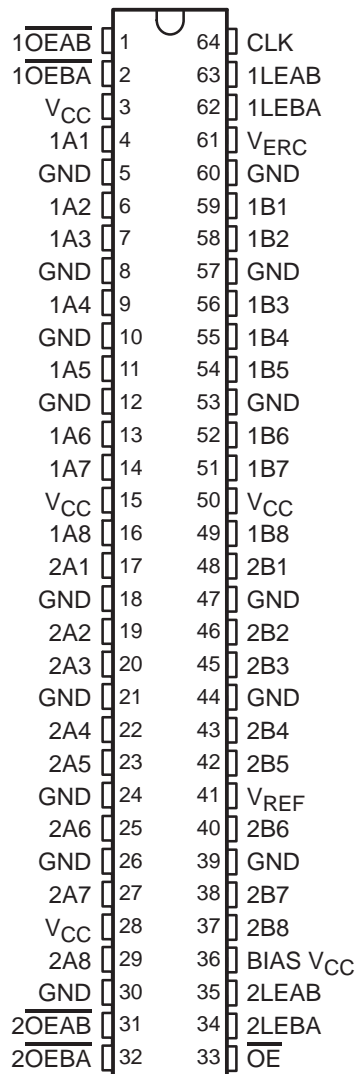 1OEAB 1 64 CLK
1OEBA 2 63 1LEAB
VCC 3 62 1LEBA
1A1 4 61 VERC
GND 5 60 GND
1A2 6 59 1B1
1A3 7 58 1B2
GND 8 57 GND
1A4 9 56 1B3
GND 10 55 1B4
1A5 11 54 1B5
GND 12 53 GND
1A6 13 52 1B6
1A7 14 51 1B7
VCC 15 50 VCC
1A8 16 49 1B8
2A1 17 48 2B1
GND 18 47 GND
2A2 19 46 2B2
2A3 20 45 2B3
GND 21 44 GND
2A4 22 43 2B4
2A5 23 42 2B5
GND 24 41 VREF
2A6 25 40 2B6
GND 26 39 GND
2A7 27 38 2B7
VCC 28 37 2B8
2A8 29 36 BIAS VCC
GND 30 35 2LEAB
2OEAB 31 34 2LEBA
2OEBA 32 33 OE